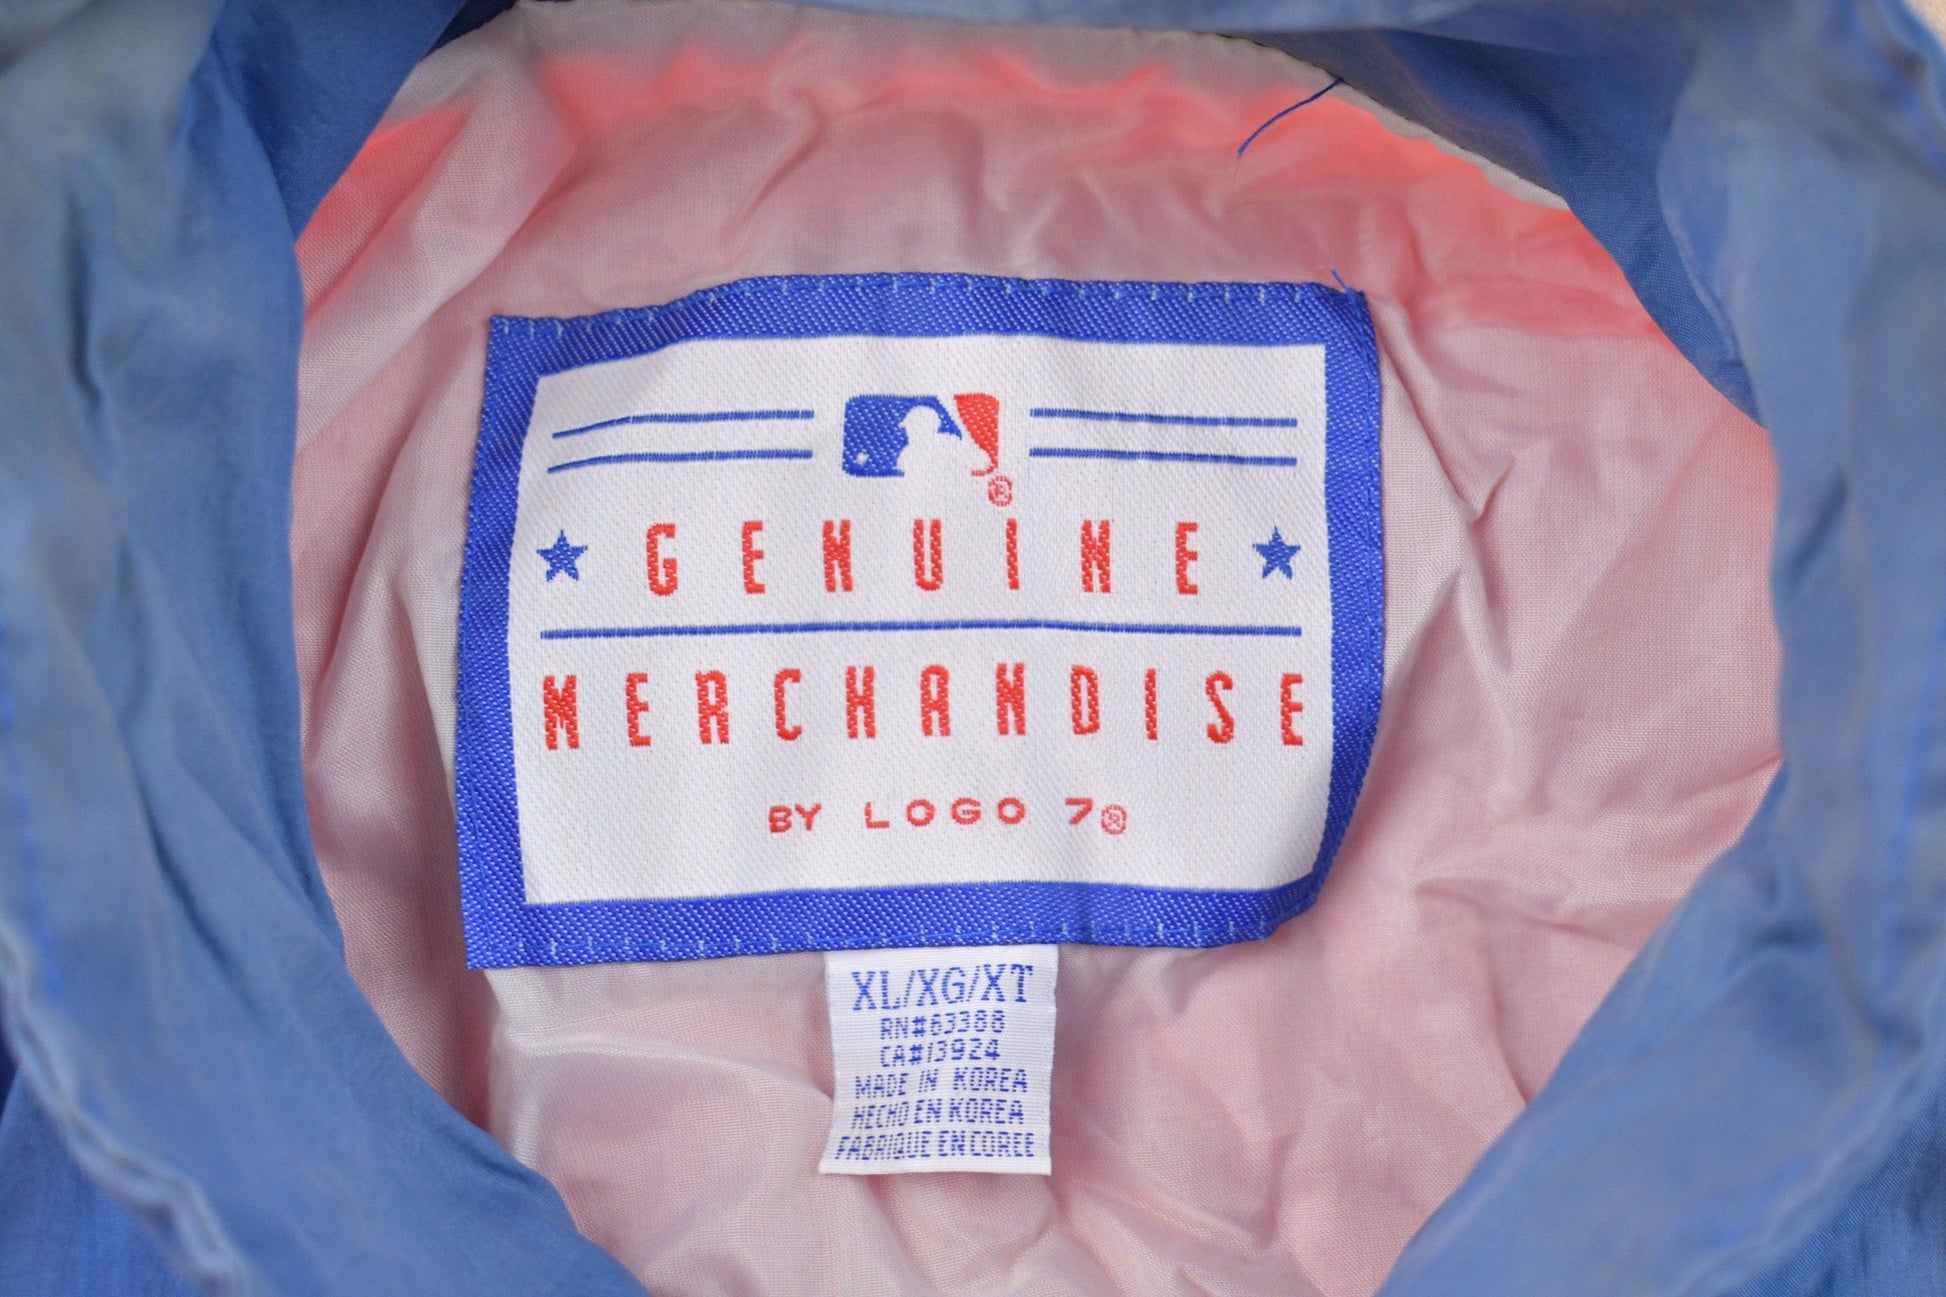 ®
GENUINE
MERCHANDISE
BY LOGO 7®
XL/XG/XT
RN#63388
CA#13924
MADE IN KOREA
HECHO EN KOREA
FABRIQUE EN COREE